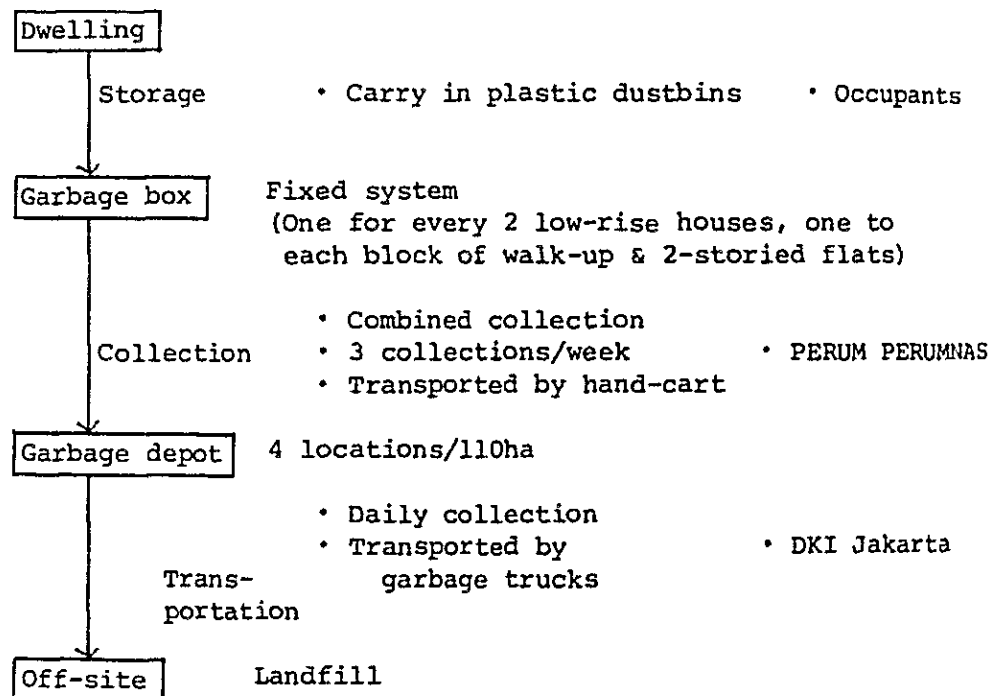 Dwelling
Storage • Carry in plastic dustbins • Occupants
Garbage box Fixed system
(One for every 2 low-rise houses, one to
each block of walk-up & 2-storied flats)
• Combined collection
Collection • 3 collections/week • PERUM PERUMNAS
• Transported by hand-cart
Garbage depot 4 locations/110ha
• Daily collection
• Transported by • DKI Jakarta
Trans- garbage trucks
portation
Off-site Landfill